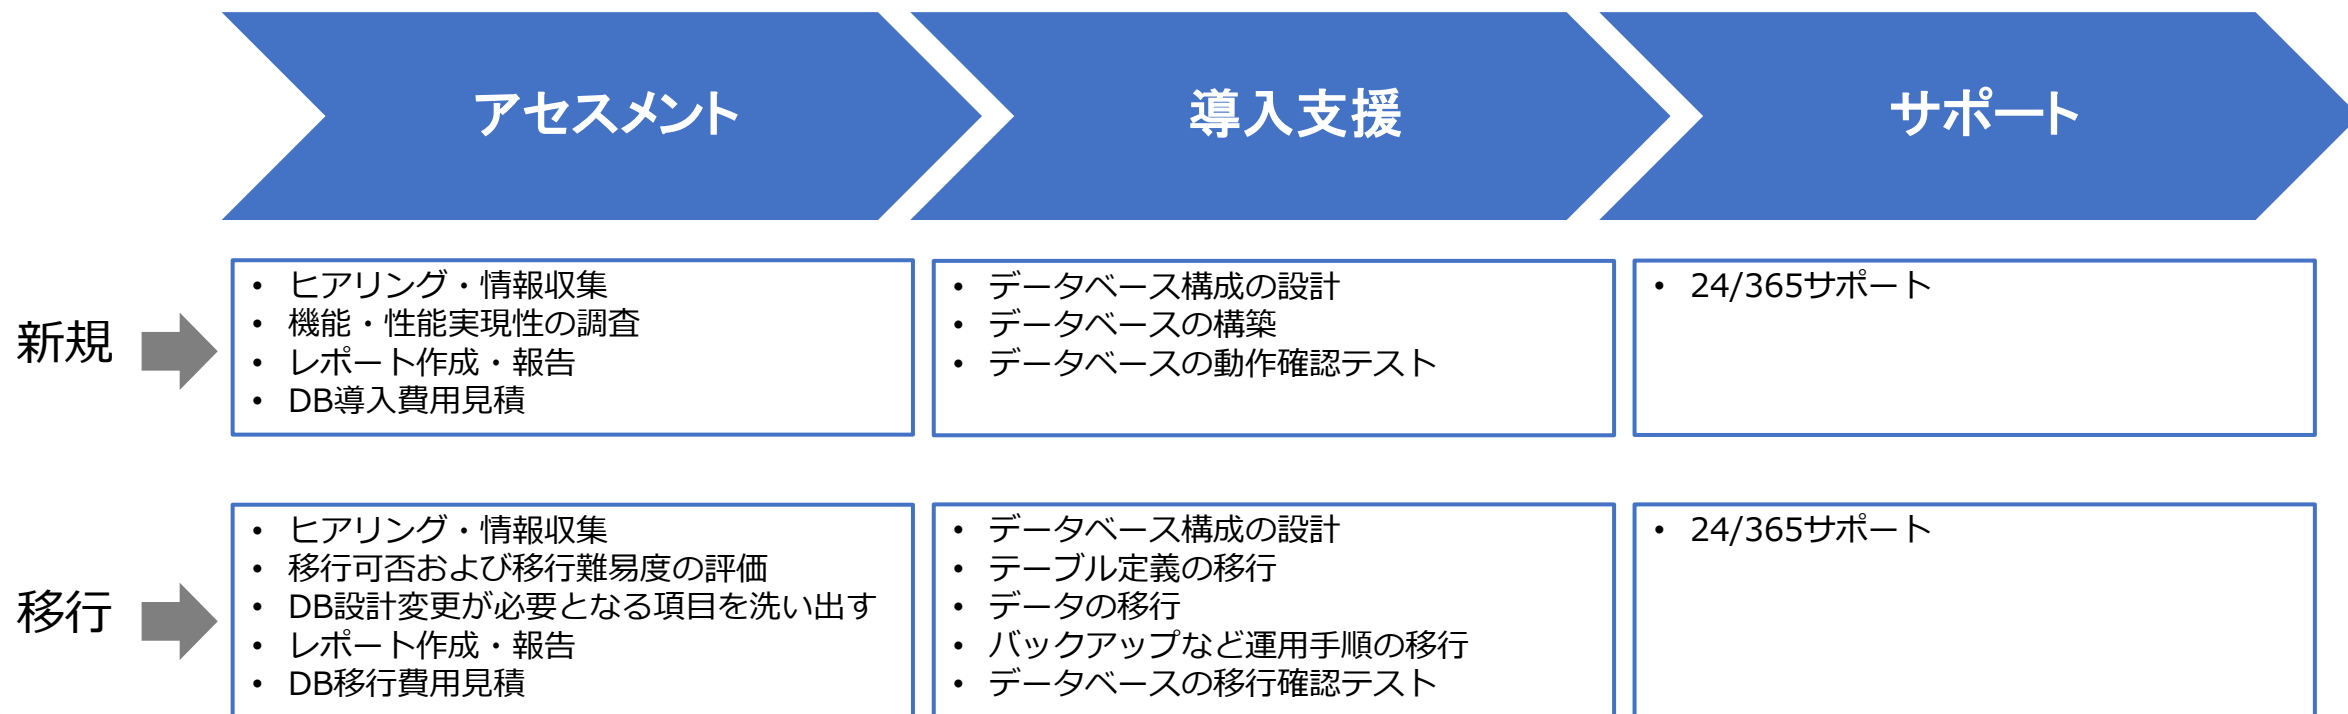 アセスメント
導入支援
サポート
新規
• ヒアリング・情報収集
• 機能・性能実現性の調査
• レポート作成・報告
• DB導入費用見積
• データベース構成の設計
• データベースの構築
• データベースの動作確認テスト
• 24/365サポート
移行
• ヒアリング・情報収集
• 移行可否および移行難易度の評価
• DB設計変更が必要となる項目を洗い出す
• レポート作成・報告
• DB移行費用見積
• データベース構成の設計
• テーブル定義の移行
• データの移行
• バックアップなど運用手順の移行
• データベースの移行確認テスト
• 24/365サポート